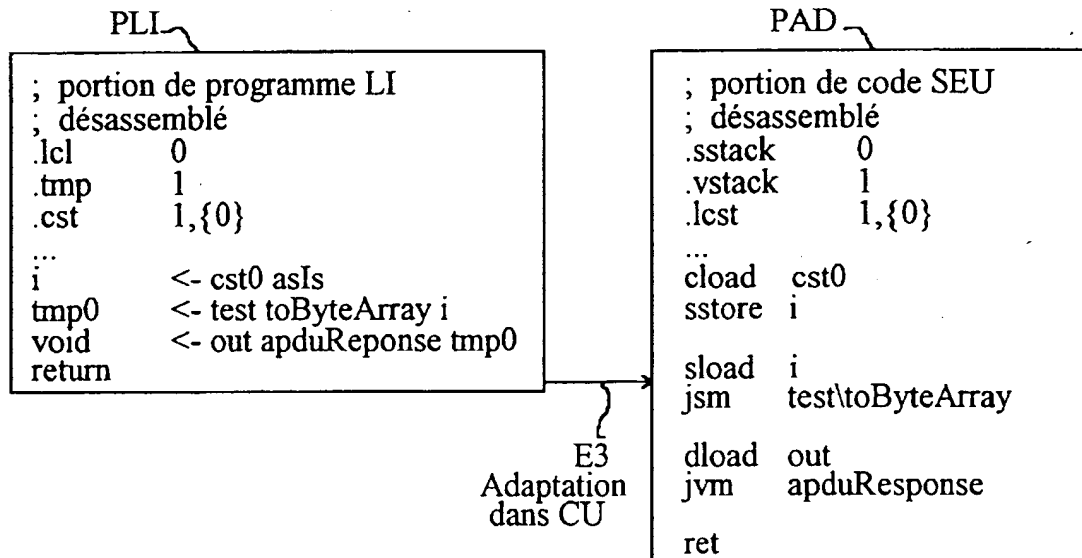 PLI
; portion de programme LI
; désassemblé
.lcl 0
.tmp 1
.cst 1,{0}
...
i <- cst0 asIs
tmp0 <- test toByteArray i
void <- out apduReponse tmp0
return
E3
Adaptation
dans CU
PAD
; portion de code SEU
; désassemblé
.sstack 0
.vstack 1
.lcst 1,{0}
...
cload cst0
sstore i
sload i
jsm test\toByteArray
dload out
jvm apduResponse
ret